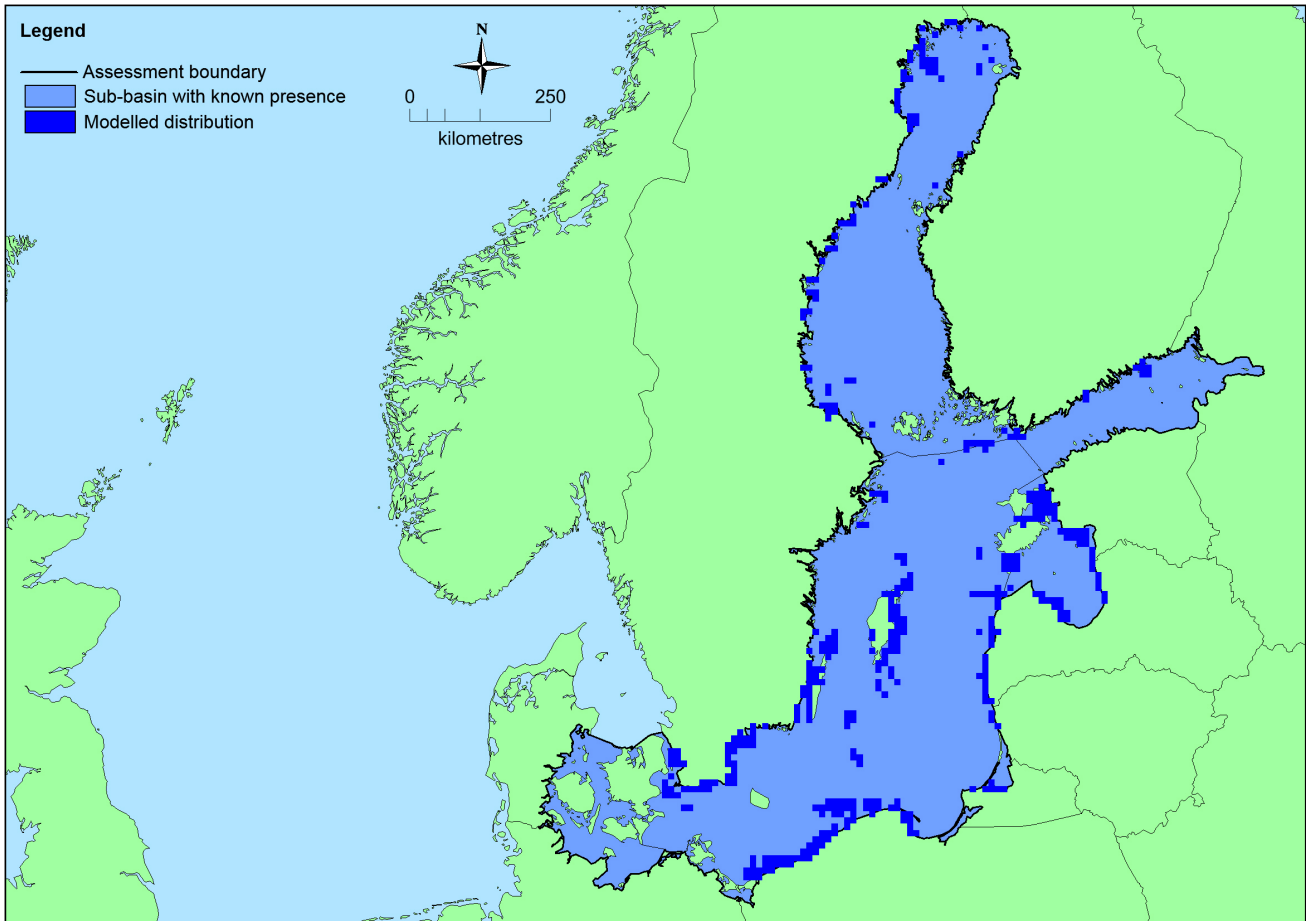 Legend
Assessment boundary
Sub-basin with known presence
Modelled distribution
N
0 250
kilometres